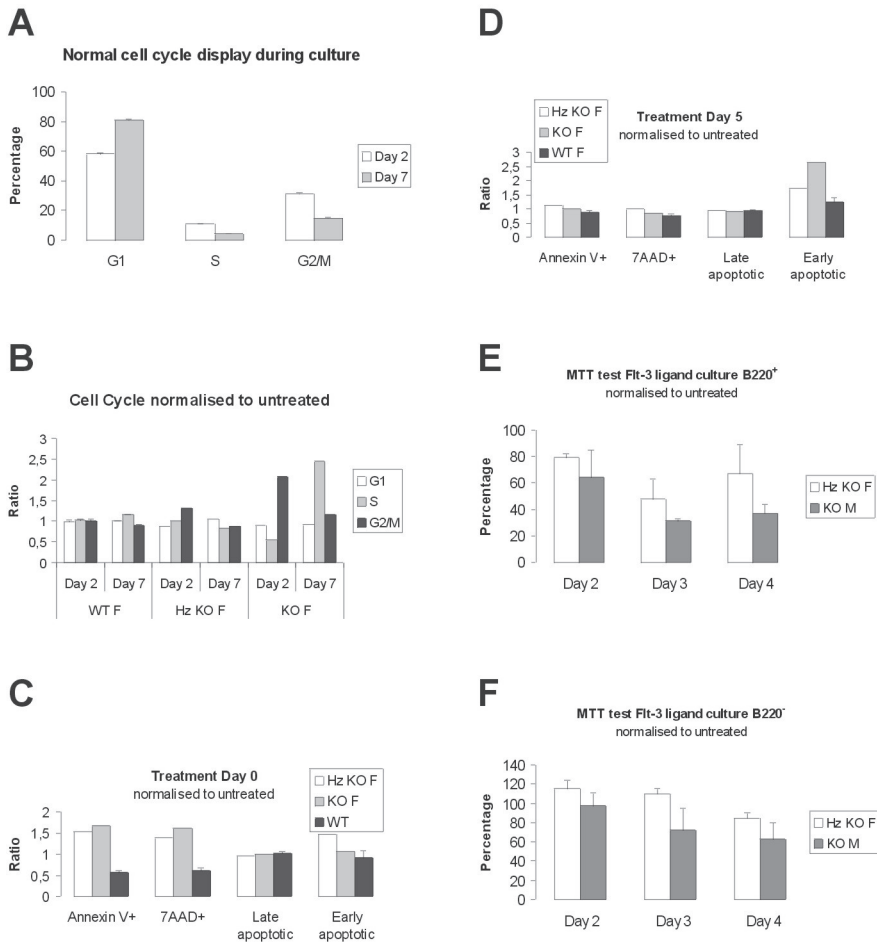 A
Normal cell cycle display during culture
100
80
60
40
20
0
Percentage
G1 S G2/M
Day 2
Day 7
B
Cell Cycle normalised to untreated
3
2,5
2
1,5
1
0,5
0
Ratio
G1
S
G2/M
Day 2 Day 7 Day 2 Day 7 Day 2 Day 7
WT F Hz KO F KO F
C
Treatment Day 0
normalised to untreated
Hz KO F
KO F
WT
2
1,5
1
0,5
0
Ratio
Annexin V+ 7AAD+ Late Early
apoptotic apoptotic
D
Hz KO F
KO F
WT F
Treatment Day 5
normalised to untreated
3
2,5
2
1,5
1
0,5
0
Ratio
Annexin V+ 7AAD+ Late Early
apoptotic apoptotic
E
MTT test Flt-3 ligand culture B220⁺
normalised to untreated
100
80
60
40
20
0
Percentage
Hz KO F
KO M
Day 2 Day 3 Day 4
F
MTT test Flt-3 ligand culture B220⁻
normalised to untreated
140
120
100
80
60
40
20
0
Percentage
Hz KO F
KO M
Day 2 Day 3 Day 4